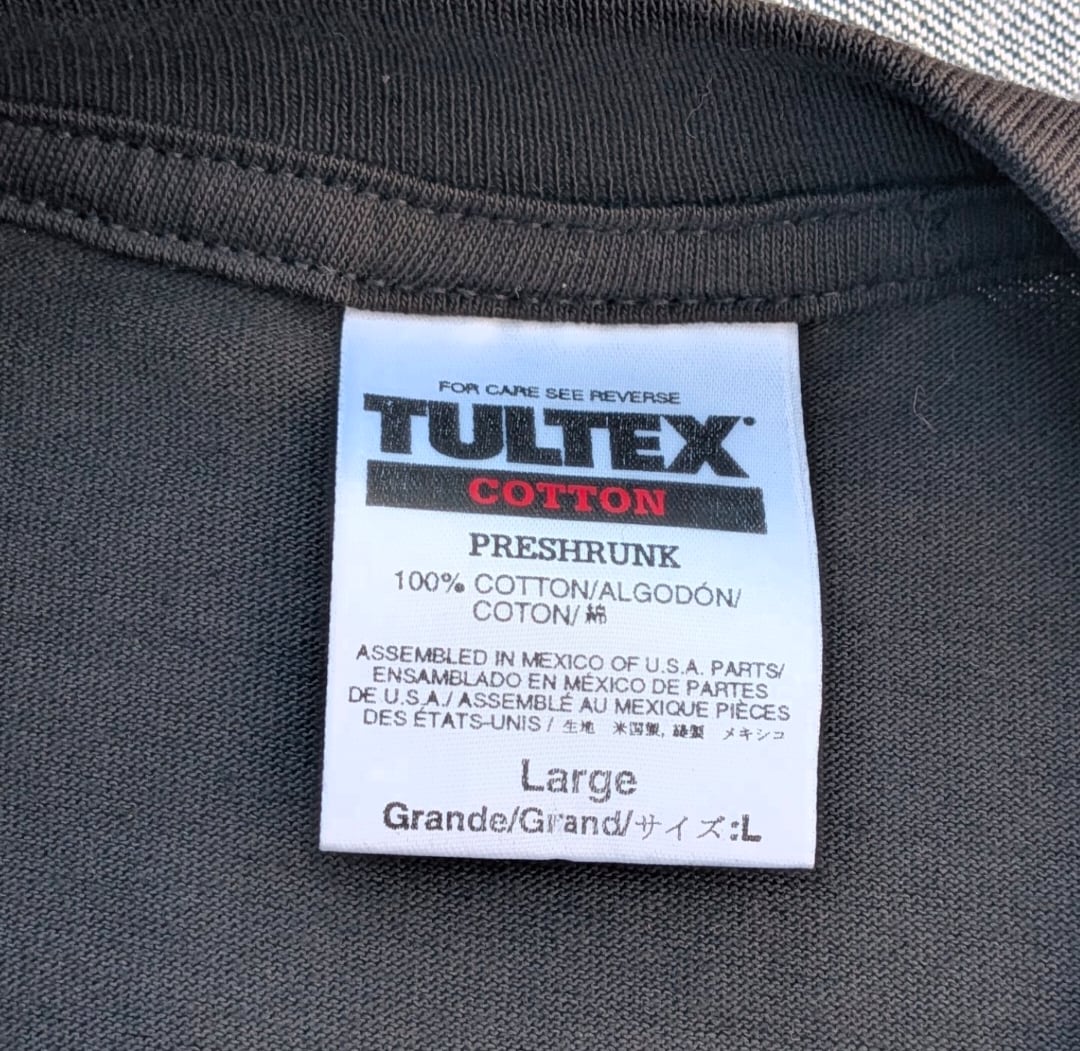 FOR CARE SEE REVERSE
TULTEX
COTTON
PRESHRUNK
100% COTTON/ALGODÓN/
COTON/綿
ASSEMBLED IN MEXICO OF U.S.A. PARTS/
ENSAMBLADO EN MÉXICO DE PARTES
DE U.S.A./ASSEMBLÉ AU MEXIQUE PIÈCES
DES ÉTATS-UNIS/生地 米国製, 縫製 メキシコ
Large
Grande/Grand/サイズ:L